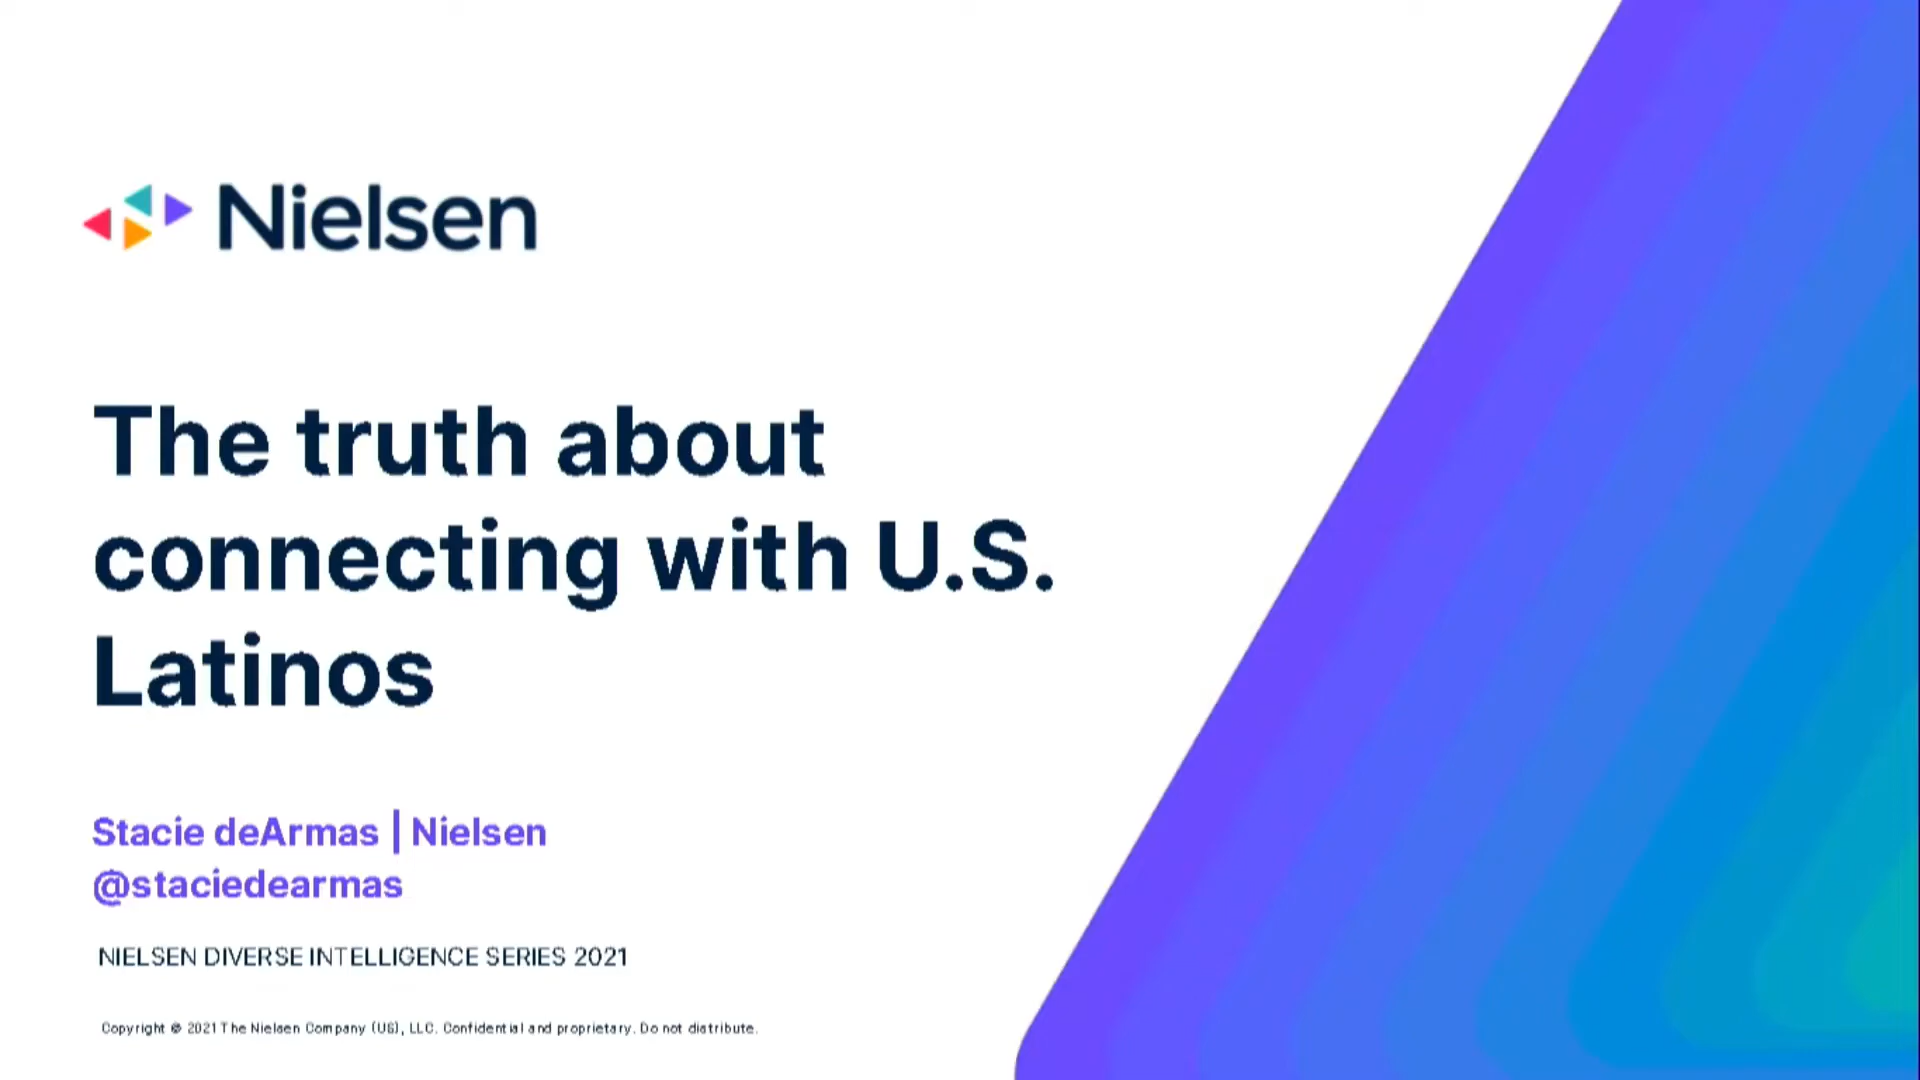 Nielsen
The truth about
connecting with U.S.
Latinos
Stacie deArmas | Nielsen
@staciedearmas
NIELSEN DIVERSE INTELLIGENCE SERIES 2021
Copyright © 2021 The Nielsen Company (US), LLC. Confidential and proprietary. Do not distribute.